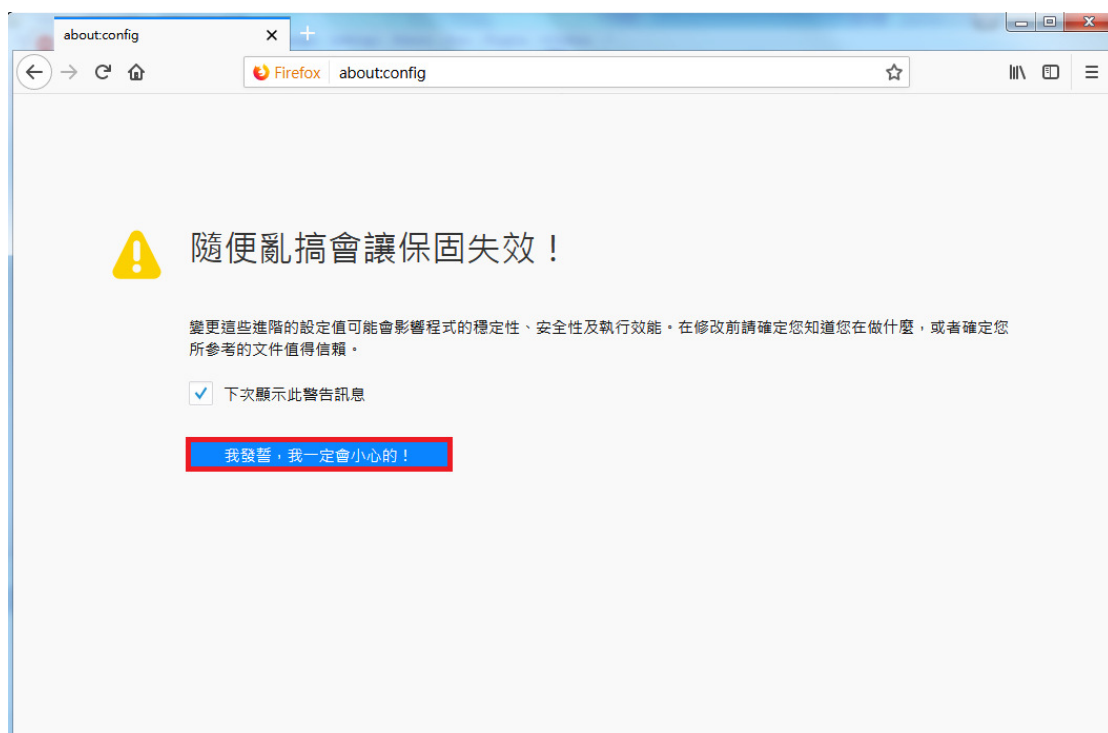 about:config
Firefox about:config
隨便亂搞會讓保固失效！
變更這些進階的設定值可能會影響程式的穩定性、安全性及執行效能。在修改前請確定您知道您在做什麼，或者確定您
所參考的文件值得信賴。
下次顯示此警告訊息
我發誓，我一定會小心的！